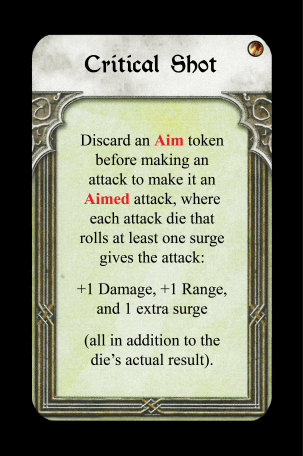 Critical Shot
Discard an Aim token
before making an
attack to make it an
Aimed attack, where
each attack die that
rolls at least one surge
gives the attack:
+1 Damage, +1 Range,
and 1 extra surge
(all in addition to the
die's actual result).